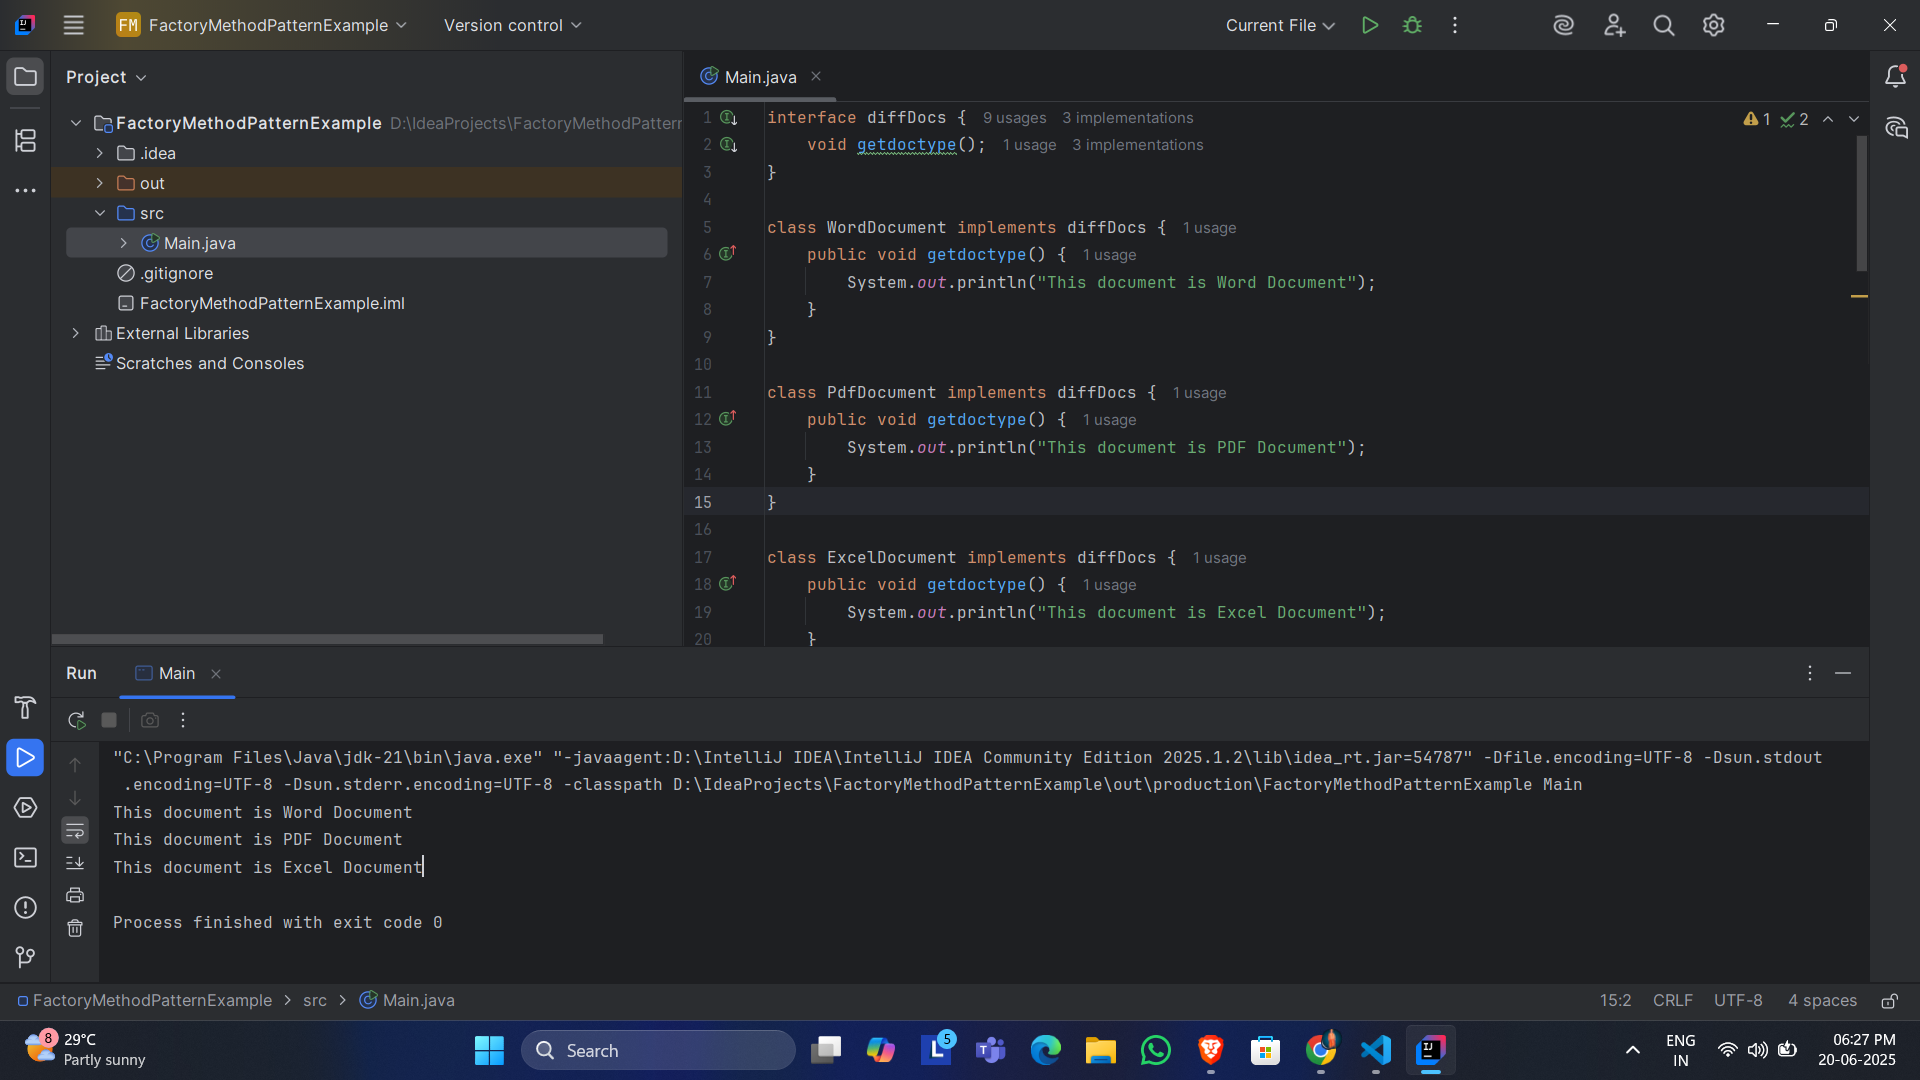 FM FactoryMethodPatternExample Version control Current File
Project
FactoryMethodPatternExample D:\IdeaProjects\FactoryMethodPatterr
.idea
out
src
Main.java
.gitignore
FactoryMethodPatternExample.iml
External Libraries
Scratches and Consoles
Main.java
1 2
1 interface diffDocs { 9 usages 3 implementations
2 void getdoctype(); 1 usage 3 implementations
3 }
4
5 class WordDocument implements diffDocs { 1 usage
6 public void getdoctype() { 1 usage
7 System.out.println("This document is Word Document");
8 }
9 }
10
11 class PdfDocument implements diffDocs { 1 usage
12 public void getdoctype() { 1 usage
13 System.out.println("This document is PDF Document");
14 }
15 }
16
17 class ExcelDocument implements diffDocs { 1 usage
18 public void getdoctype() { 1 usage
19 System.out.println("This document is Excel Document");
20 }
Run Main
"C:\Program Files\Java\jdk-21\bin\java.exe" "-javaagent:D:\IntelliJ IDEA\IntelliJ IDEA Community Edition 2025.1.2\lib\idea_rt.jar=54787" -Dfile.encoding=UTF-8 -Dsun.stdout
.encoding=UTF-8 -Dsun.stderr.encoding=UTF-8 -classpath D:\IdeaProjects\FactoryMethodPatternExample\out\production\FactoryMethodPatternExample Main
This document is Word Document
This document is PDF Document
This document is Excel Document
Process finished with exit code 0
FactoryMethodPatternExample > src > Main.java 15:2 CRLF UTF-8 4 spaces
8 29°C
Partly sunny
Search
L 5
ENG
IN
06:27 PM
20-06-2025